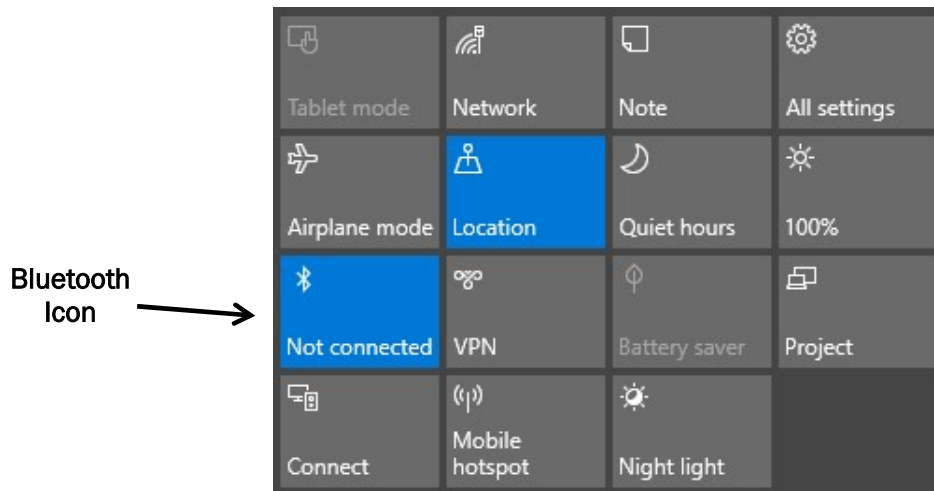 Tablet mode
Network
Note
All settings
Airplane mode
Location
Quiet hours
100%
Bluetooth
Icon
Not connected
VPN
Battery saver
Project
Connect
Mobile
hotspot
Night light